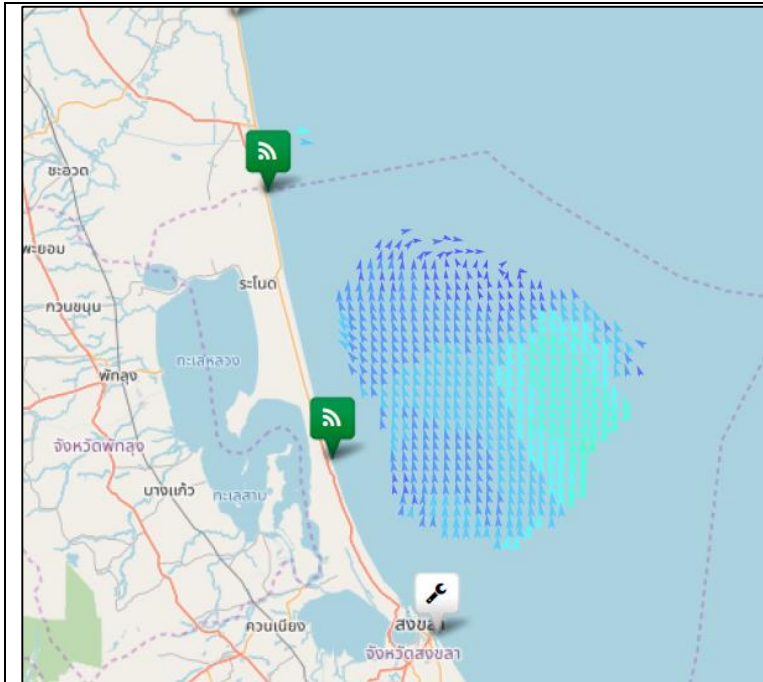 ชะอวด
พะยอม
ระโนด
ควนขนุน
ทะเลหลวง
พัทลุง
จังหวัดพัทลุง
บางแก้ว
ทะเลสาบ
ควนเนียง
สงขลา
จังหวัดสงขลา